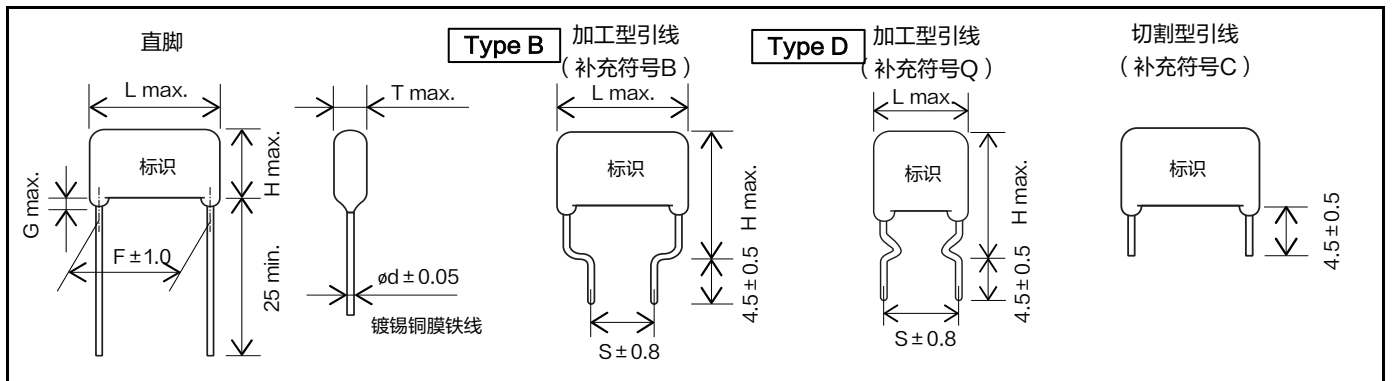 直脚
L max.
标识
H max.
G max.
F±1.0
25 min.
T max.
ød±0.05
镀锡铜膜铁线
Type B
加工型引线
（补充符号B）
L max.
标识
H max.
4.5±0.5
S±0.8
Type D
加工型引线
（补充符号Q）
L max.
标识
H max.
4.5±0.5
S±0.8
切割型引线
（补充符号C）
标识
4.5±0.5